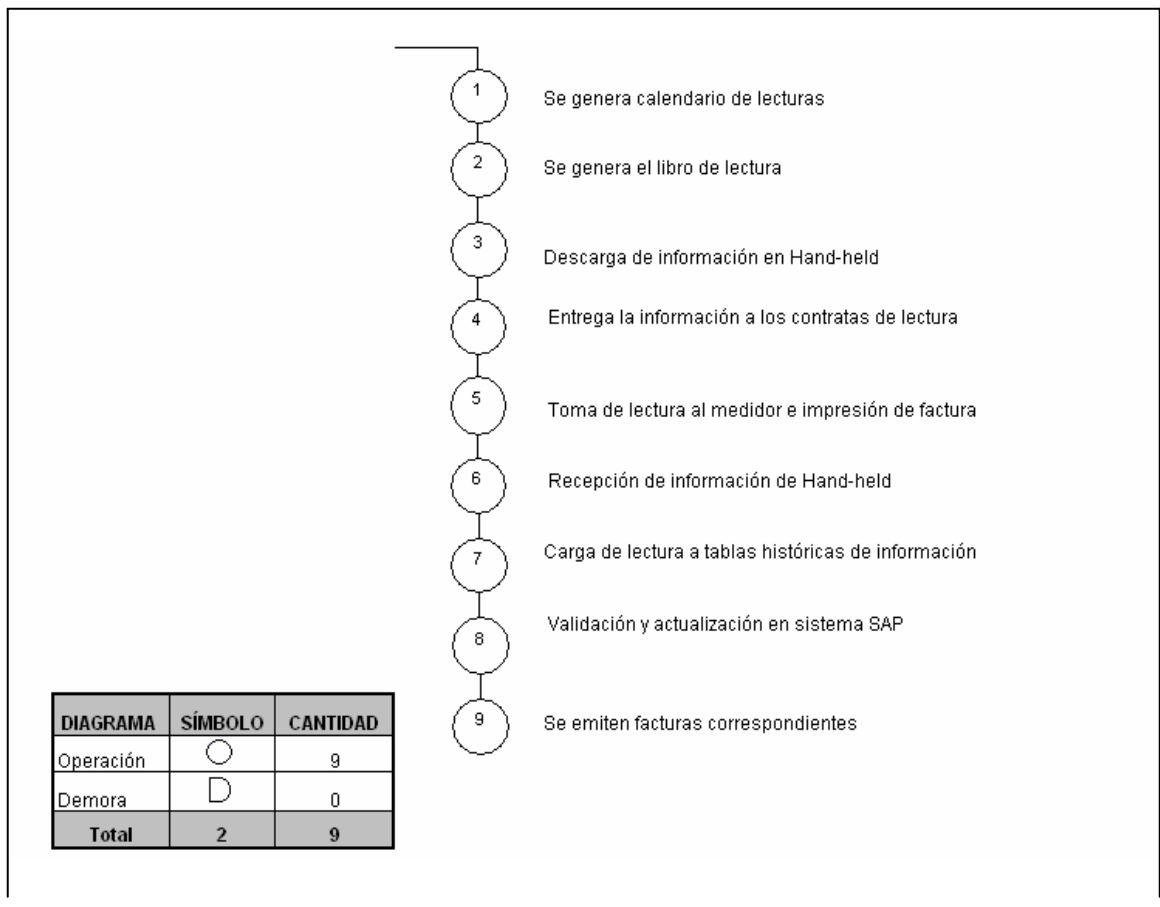 1
Se genera calendario de lecturas
2
Se genera el libro de lectura
3
Descarga de información en Hand-held
4
Entrega la información a los contratas de lectura
5
Toma de lectura al medidor e impresión de factura
6
Recepción de información de Hand-held
7
Carga de lectura a tablas históricas de información
8
Validación y actualización en sistema SAP
9
Se emiten facturas correspondientes
DIAGRAMA SÍMBOLO CANTIDAD
Operación 9
Demora 0
Total 2 9